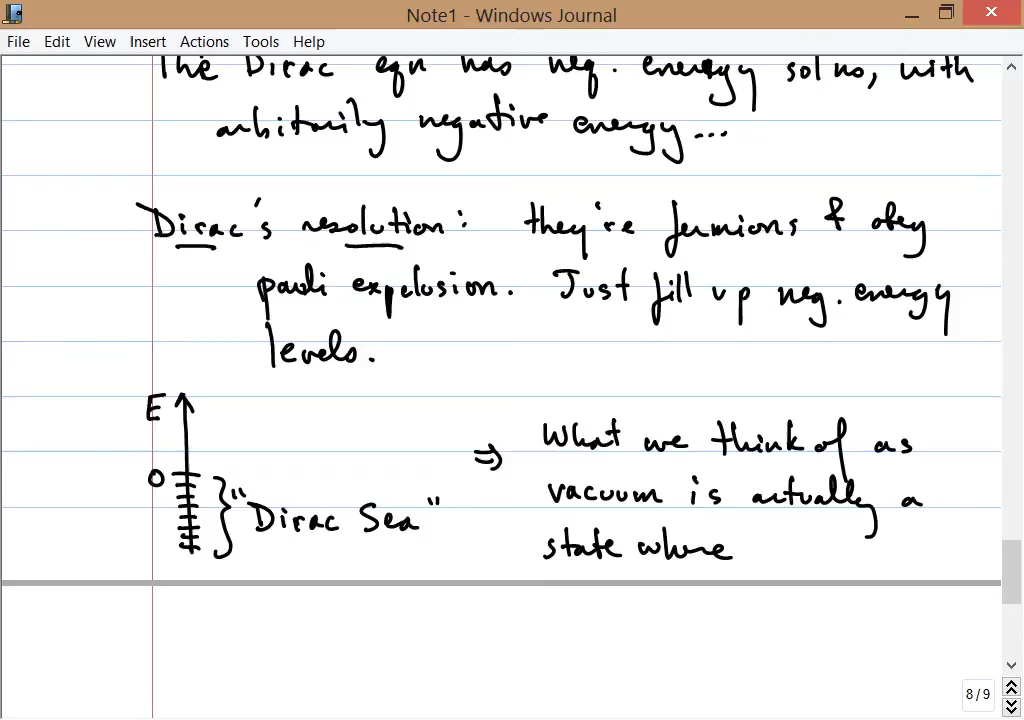 Note1 - Windows Journal
File Edit View Insert Actions Tools Help
The Dirac eqn has neg. energy solns, with
arbitrarily negative energy...
Dirac's resolution: they're fermions & obey
pauli expclusion. Just fill up neg. energy
levels.
E
0
"Dirac Sea"
⇒ What we think of as
vacuum is actually a
state where
8/9